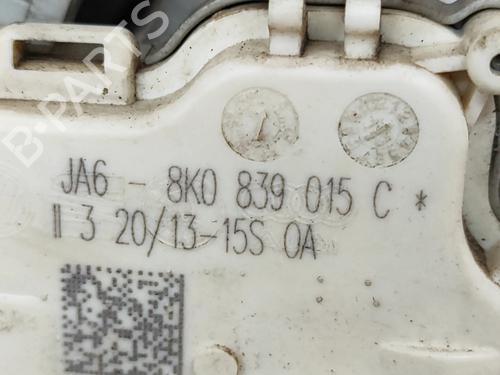 B-PARTS
JA6 - 8K0 839 015 C *
II 3 20/13-15S 0A